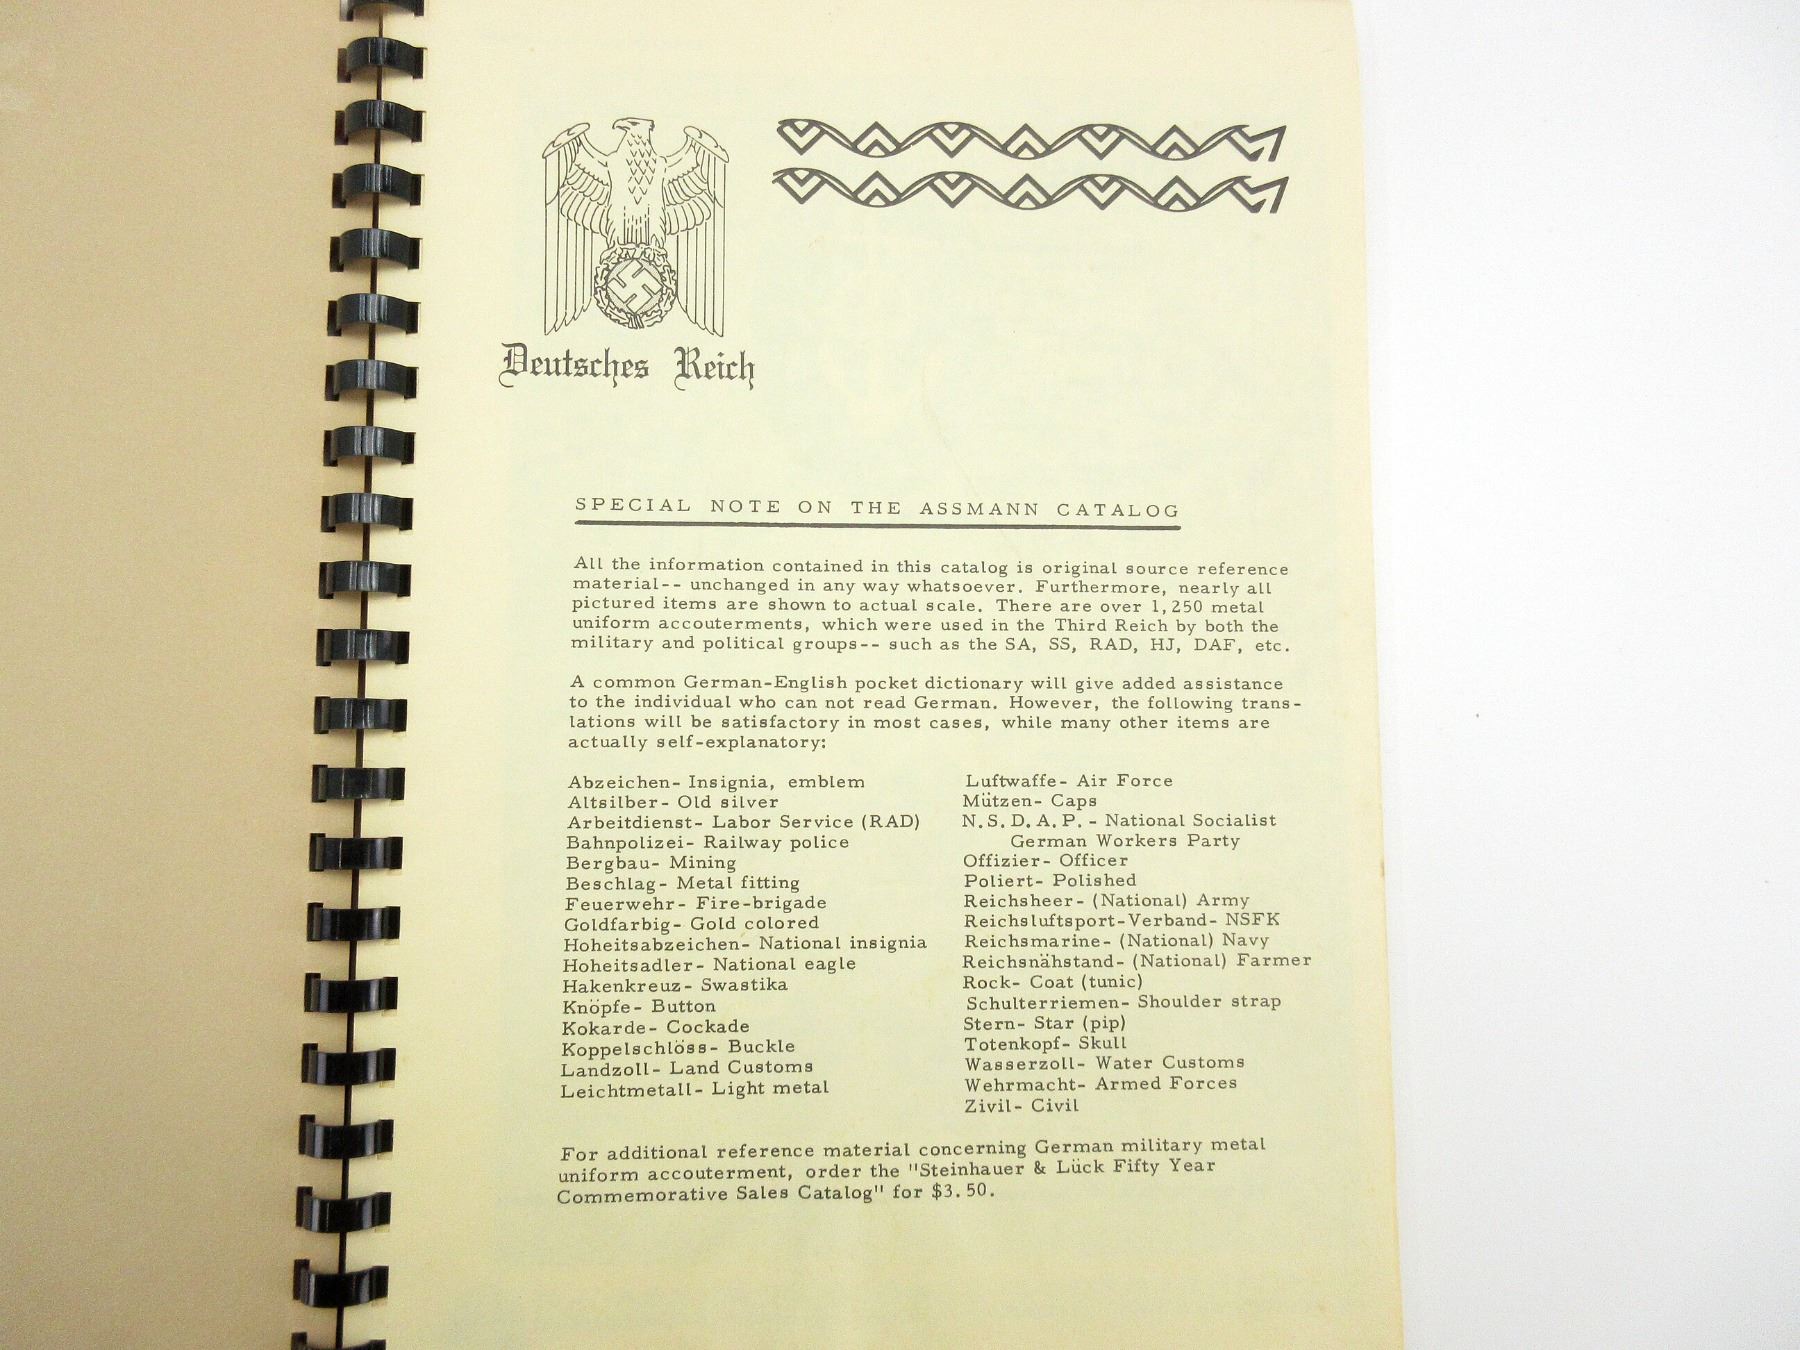 Deutsches Reich
SPECIAL NOTE ON THE ASSMANN CATALOG
All the information contained in this catalog is original source reference
material-- unchanged in any way whatsoever. Furthermore, nearly all
pictured items are shown to actual scale. There are over 1,250 metal
uniform accouterments, which were used in the Third Reich by both the
military and political groups-- such as the SA, SS, RAD, HJ, DAF, etc.
A common German-English pocket dictionary will give added assistance
to the individual who can not read German. However, the following trans-
lations will be satisfactory in most cases, while many other items are
actually self-explanatory:
Abzeichen- Insignia, emblem
Altsilber- Old silver
Arbeitdienst- Labor Service (RAD)
Bahnpolizei- Railway police
Bergbau- Mining
Beschlag- Metal fitting
Feuerwehr- Fire-brigade
Goldfarbig- Gold colored
Hoheitsabzeichen- National insignia
Hoheitsadler- National eagle
Hakenkreuz- Swastika
Knöpfe- Button
Kokarde- Cockade
Koppelschlöss- Buckle
Landzoll- Land Customs
Leichtmetall- Light metal
Luftwaffe- Air Force
Mützen- Caps
N.S.D.A.P.- National Socialist
German Workers Party
Offizier- Officer
Poliert- Polished
Reichsheer- (National) Army
Reichsluftsport-Verband- NSFK
Reichsmarine- (National) Navy
Reichsnähstand- (National) Farmer
Rock- Coat (tunic)
Schulterriemen- Shoulder strap
Stern- Star (pip)
Totenkopf- Skull
Wasserzoll- Water Customs
Wehrmacht- Armed Forces
Zivil- Civil
For additional reference material concerning German military metal
uniform accouterment, order the "Steinhauer & Lück Fifty Year
Commemorative Sales Catalog" for $3.50.